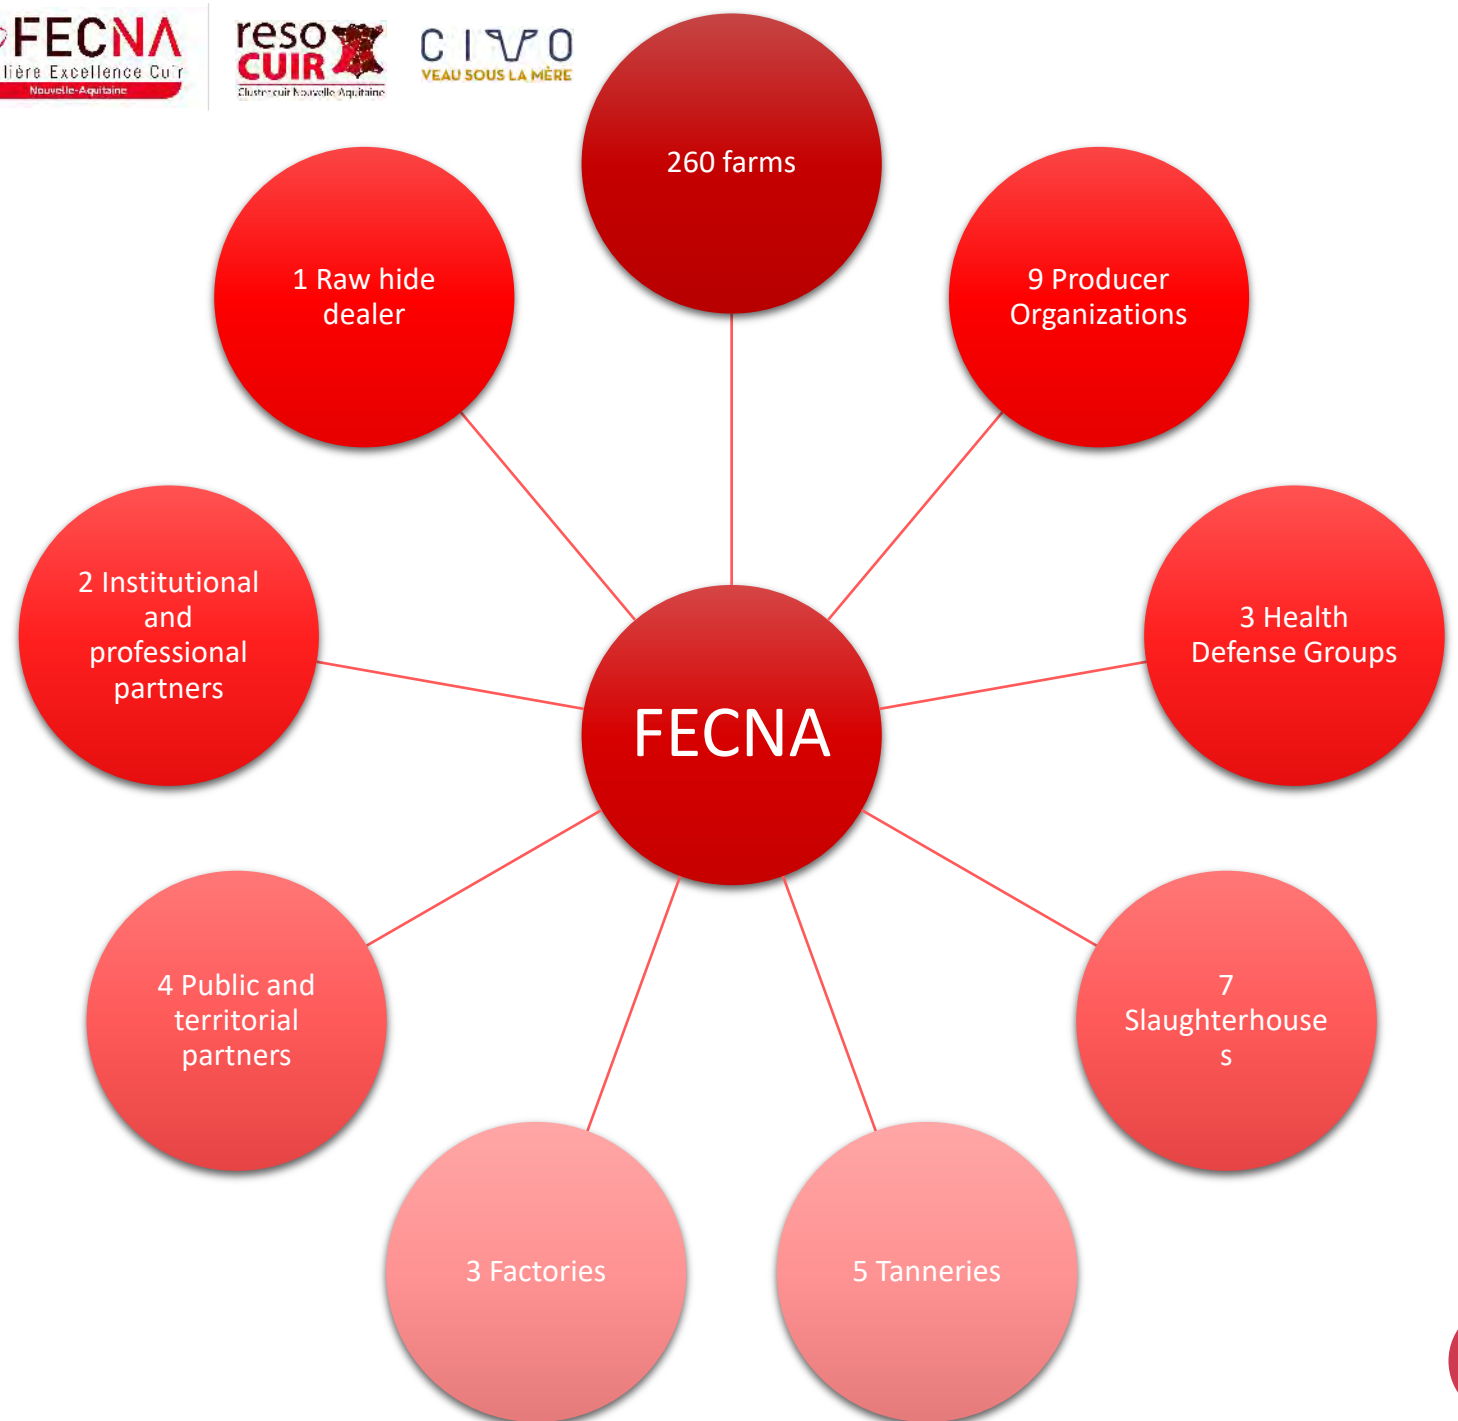 FECNA
lière Excellence Cuir
Nouvelle-Aquitaine
reso
CUIR
Cluster cuir Nouvelle-Aquitaine
CIVO
VEAU SOUS LA MÈRE
260 farms
1 Raw hide
dealer
9 Producer
Organizations
2 Institutional
and
professional
partners
3 Health
Defense Groups
FECNA
4 Public and
territorial
partners
7
Slaughterhouse
s
3 Factories
5 Tanneries